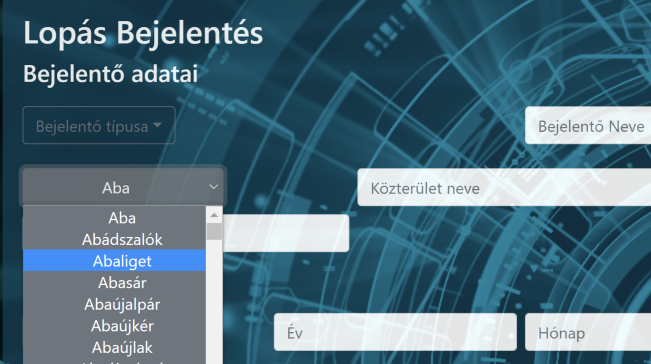 Lopás Bejelentés
Bejelentő adatai
Bejelentő típusa
Bejelentő Neve
Aba
Közterület neve
Aba
Abádszalók
Abaliget
Abasár
Abaújalpár
Abaújkér
Abaújlak
Év
Hónap